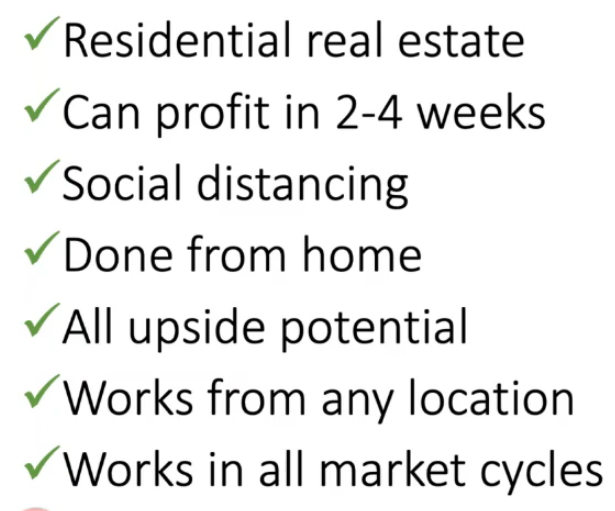 ✓Residential real estate
✓Can profit in 2-4 weeks
✓Social distancing
✓Done from home
✓All upside potential
✓Works from any location
✓Works in all market cycles